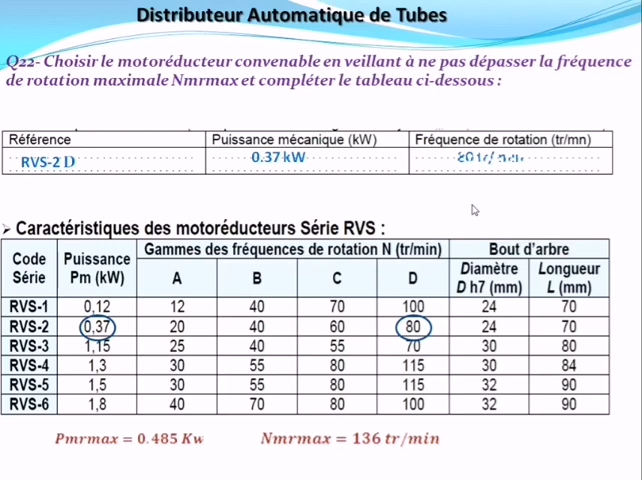 Distributeur Automatique de Tubes
Q22- Choisir le motoréducteur convenable en veillant à ne pas dépasser la fréquence
de rotation maximale Nmrmax et compléter le tableau ci-dessous :
Référence Puissance mécanique (kW) Fréquence de rotation (tr/mn)
RVS-2 D 0.37 kW 80
➢ Caractéristiques des motoréducteurs Série RVS :
Code Série Puissance Pm (kW) Gammes des fréquences de rotation N (tr/min) Bout d’arbre
A B C D Diamètre D h7 (mm) Longueur L (mm)
RVS-1 0,12 12 40 70 100 24 70
RVS-2 0,37 20 40 60 80 24 70
RVS-3 1,15 25 40 55 70 30 80
RVS-4 1,3 30 55 80 115 30 84
RVS-5 1,5 30 55 80 115 32 90
RVS-6 1,8 40 70 80 100 32 90
Pmrmax = 0.485 Kw Nmrmax = 136 tr/min